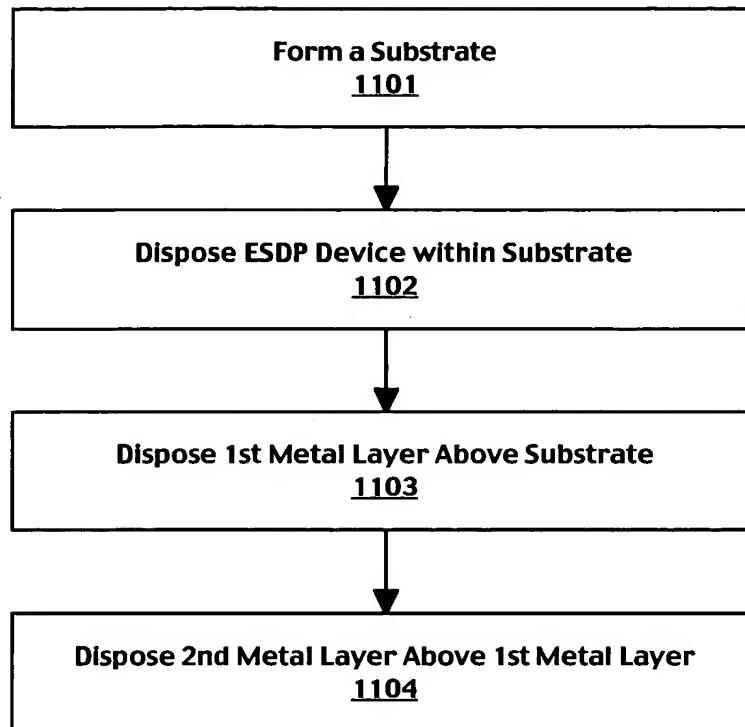 Form a Substrate
1101
Dispose ESDP Device within Substrate
1102
Dispose 1st Metal Layer Above Substrate
1103
Dispose 2nd Metal Layer Above 1st Metal Layer
1104